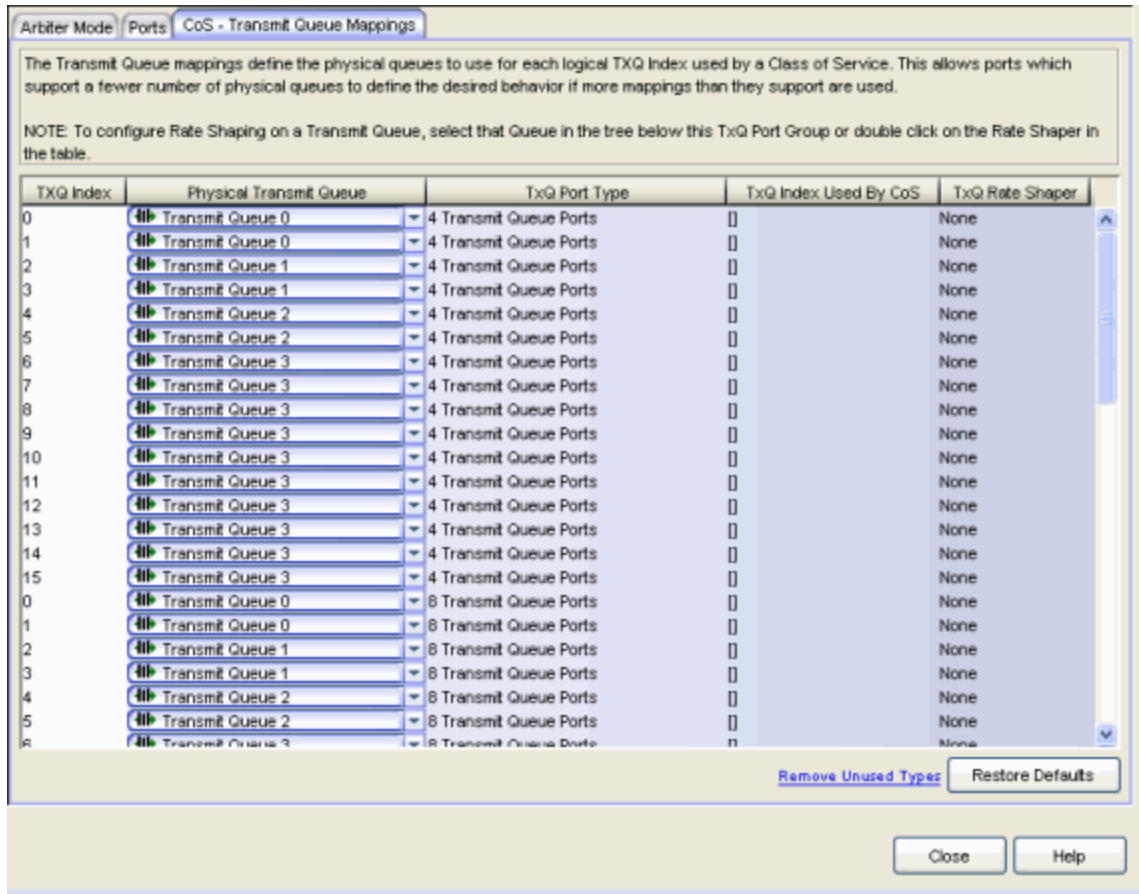 Arbiter Mode Ports CoS - Transmit Queue Mappings
The Transmit Queue mappings define the physical queues to use for each logical TXQ Index used by a Class of Service. This allows ports which
support a fewer number of physical queues to define the desired behavior if more mappings than they support are used.
NOTE: To configure Rate Shaping on a Transmit Queue, select that Queue in the tree below this TxQ Port Group or double click on the Rate Shaper in
the table.
TXQ Index Physical Transmit Queue TxQ Port Type TxQ Index Used By CoS TxQ Rate Shaper
0 Transmit Queue 0 4 Transmit Queue Ports [] None
1 Transmit Queue 0 4 Transmit Queue Ports [] None
2 Transmit Queue 1 4 Transmit Queue Ports [] None
3 Transmit Queue 1 4 Transmit Queue Ports [] None
4 Transmit Queue 2 4 Transmit Queue Ports [] None
5 Transmit Queue 2 4 Transmit Queue Ports [] None
6 Transmit Queue 3 4 Transmit Queue Ports [] None
7 Transmit Queue 3 4 Transmit Queue Ports [] None
8 Transmit Queue 3 4 Transmit Queue Ports [] None
9 Transmit Queue 3 4 Transmit Queue Ports [] None
10 Transmit Queue 3 4 Transmit Queue Ports [] None
11 Transmit Queue 3 4 Transmit Queue Ports [] None
12 Transmit Queue 3 4 Transmit Queue Ports [] None
13 Transmit Queue 3 4 Transmit Queue Ports [] None
14 Transmit Queue 3 4 Transmit Queue Ports [] None
15 Transmit Queue 3 4 Transmit Queue Ports [] None
0 Transmit Queue 0 8 Transmit Queue Ports [] None
1 Transmit Queue 0 8 Transmit Queue Ports [] None
2 Transmit Queue 1 8 Transmit Queue Ports [] None
3 Transmit Queue 1 8 Transmit Queue Ports [] None
4 Transmit Queue 2 8 Transmit Queue Ports [] None
5 Transmit Queue 2 8 Transmit Queue Ports [] None
6 Transmit Queue 3 8 Transmit Queue Ports [] None
Remove Unused Types Restore Defaults
Close Help